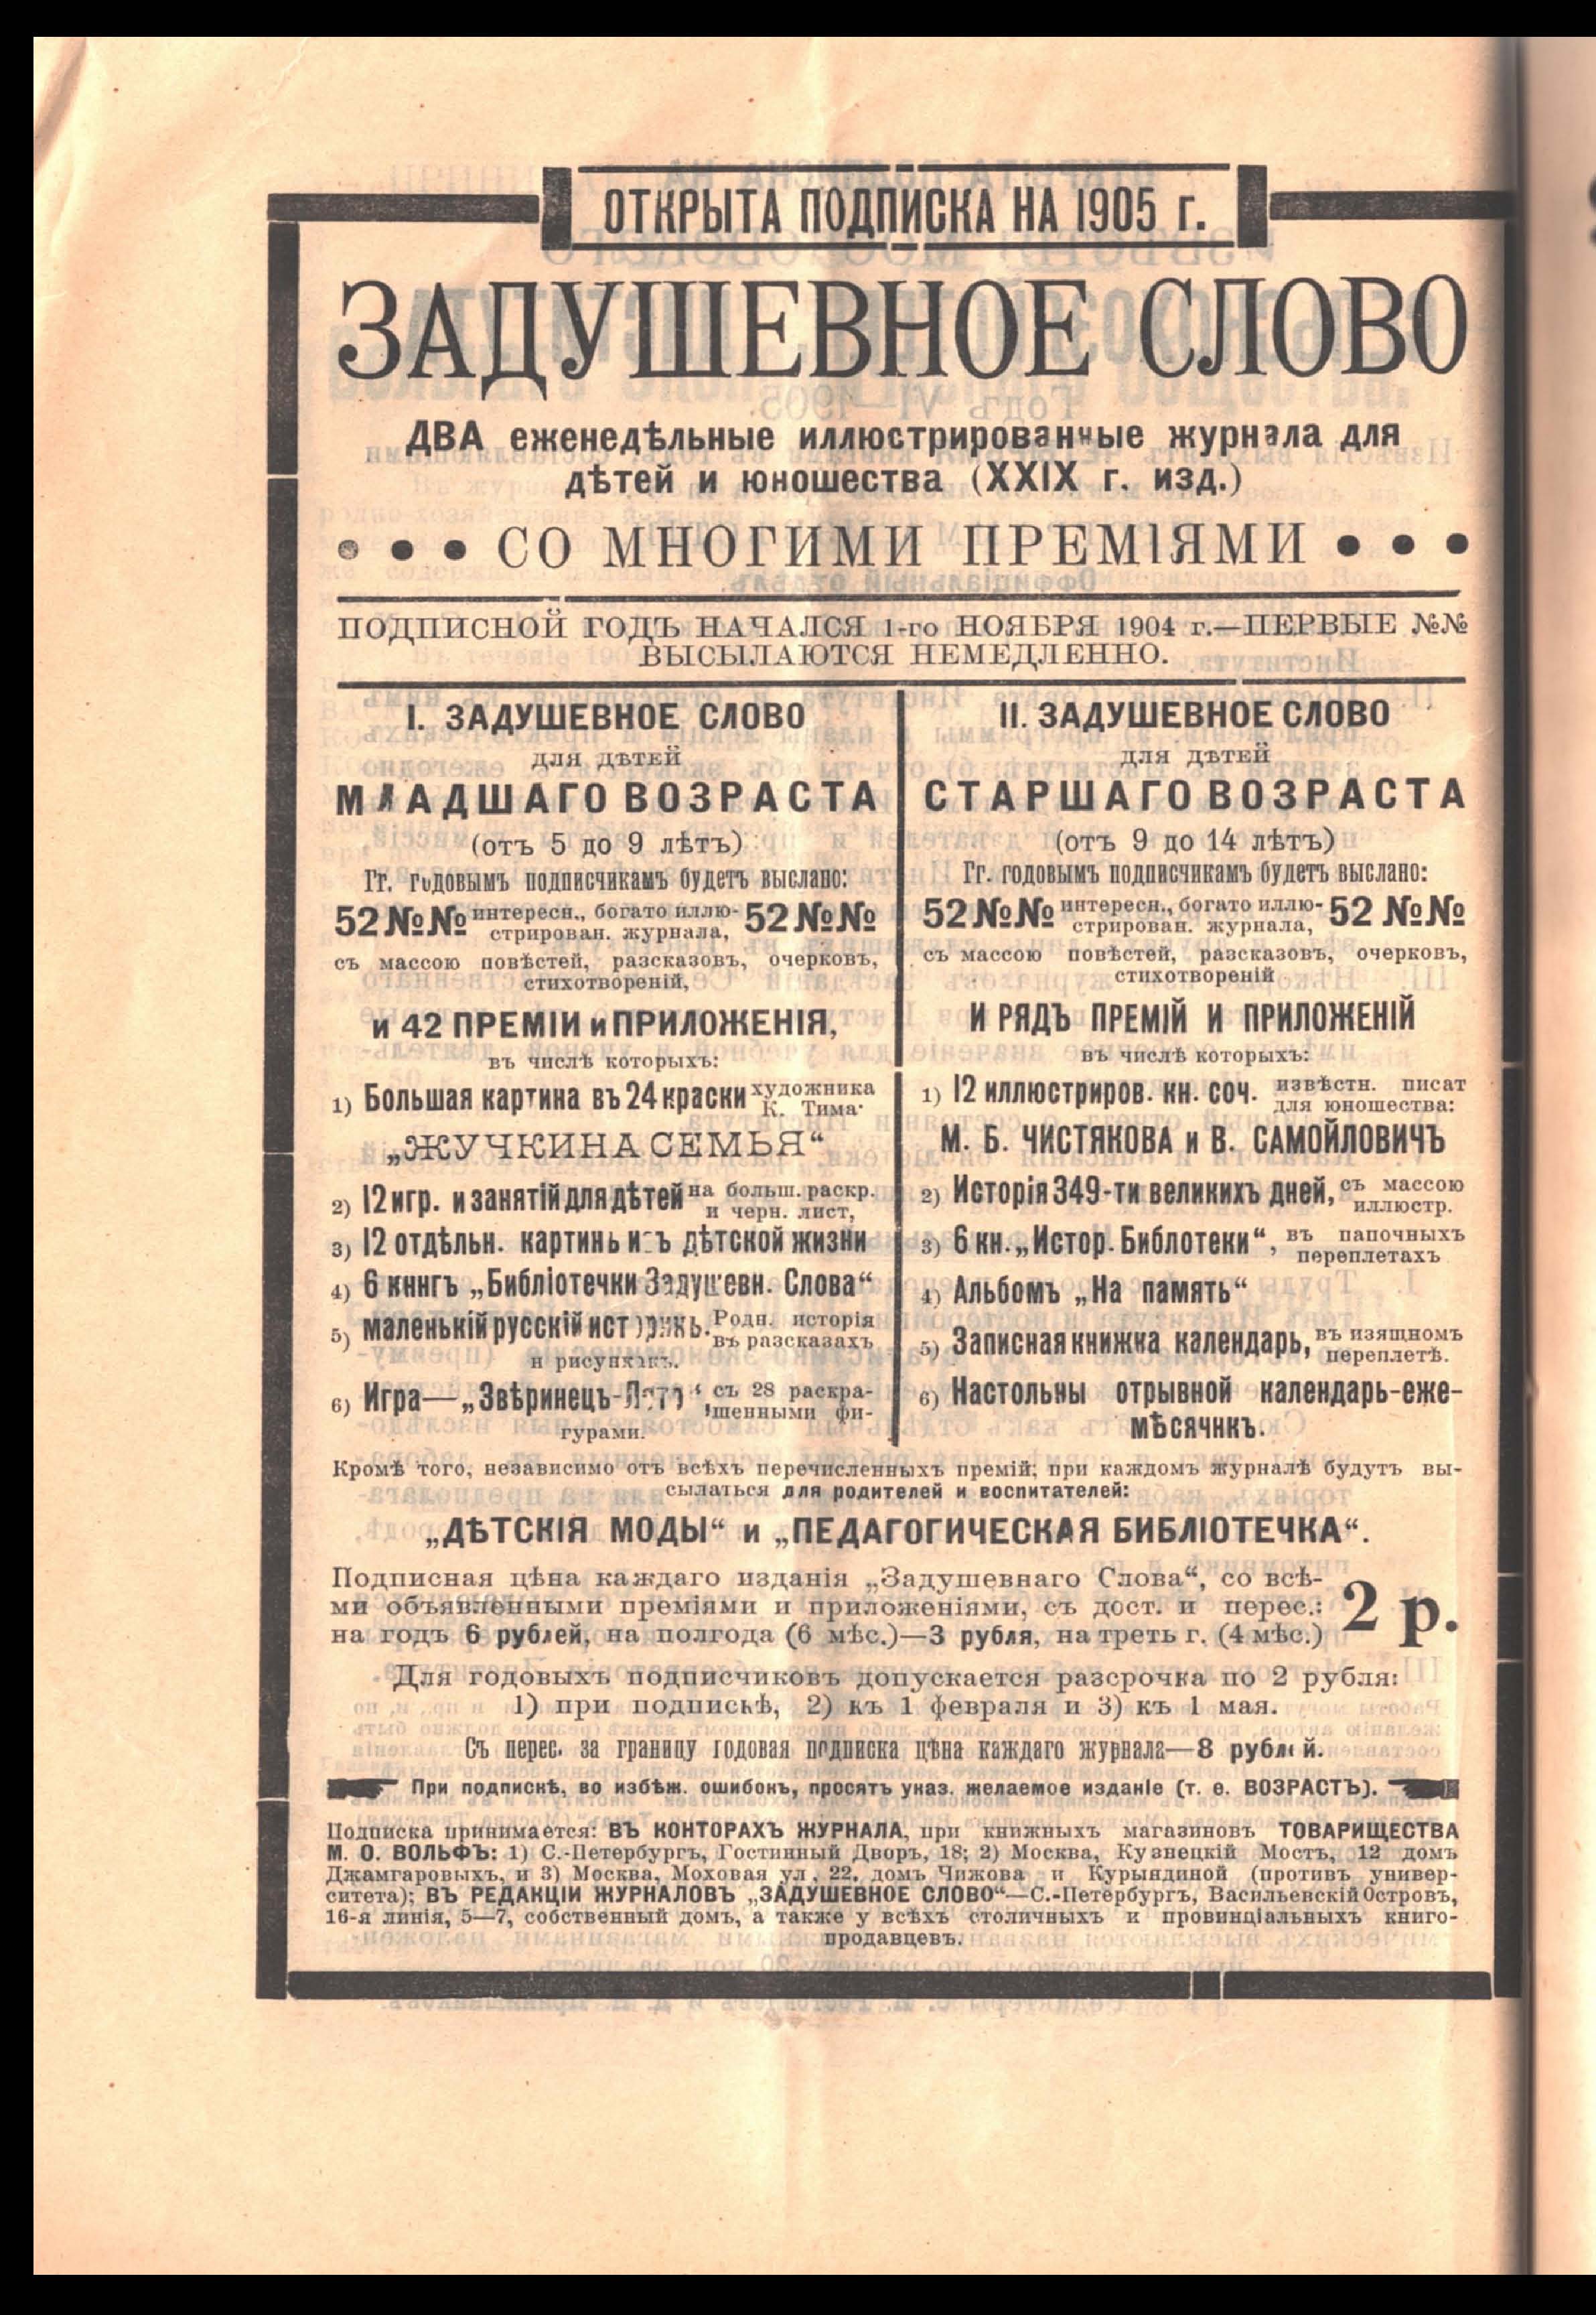 ОТКРЫТА ПОДПИСКА НА 1905 г.
ЗАДУШЕВНОЕ СЛОВО
ДВА еженедѣльные иллюстрированные журнала для
дѣтей и юношества (XXIX г. изд.)
• • • СО МНОГИМИ ПРЕМІЯМИ • • •
ПОДПИСНОЙ ГОДЪ НАЧАЛСЯ 1-го НОЯБРЯ 1904 г.—ПЕРВЫЕ №№
ВЫСЫЛАЮТСЯ НЕМЕДЛЕННО.
I. ЗАДУШЕВНОЕ СЛОВО
для дѣтей
МЛАДШАГО ВОЗРАСТА
(отъ 5 до 9 лѣтъ)
Гг. годовымъ подписчикамъ будетъ выслано:
52 №№ интересн., богато иллю- 52 №№
стрирован. журнала,
съ массою повѣстей, разсказовъ, очерковъ,
стихотвореній,
и 42 ПРЕМІИ и ПРИЛОЖЕНІЯ,
въ числѣ которыхъ:
1) Большая картина въ 24 краски художника
К. Тима·
„ЖУЧКИНА СЕМЬЯ“
2) 12 игр. и занятій для дѣтей на больш. раскр.
и черн. лист,
3) 12 отдѣльн. картинь изъ дѣтской жизни
4) 6 кннгъ „Библіотечки Задушевн. Слова“
5) маленькій русскій историкь. Родн. исторія
въ разсказахъ
и рисункахъ.
6) Игра—„Звѣринецъ-Лото“, съ 28 раскра-
шенными фи-
гурами.
II. ЗАДУШЕВНОЕ СЛОВО
для дѣтей
СТАРШАГО ВОЗРАСТА
(отъ 9 до 14 лѣтъ)
Гг. годовымъ подписчикамъ будетъ выслано:
52 №№ интересн., богато иллю- 52 №№
стрирован. журнала,
съ массою повѣстей, разсказовъ, очерковъ,
стихотвореній
И РЯДЪ ПРЕМІЙ И ПРИЛОЖЕНІЙ
въ числѣ которыхъ:
1) 12 иллюстриров. кн. соч. извѣстн. писат
для юношества:
М. Б. ЧИСТЯКОВА и В. САМОЙЛОВИЧЪ
2) Исторія 349-ти великихъ дней, съ массою
иллюстр.
3) 6 кн. „Истор. Библотеки“, въ папочныхъ
переплетахъ
4) Альбомъ „На память“
5) Записная книжка календарь, въ изящномъ
переплетѣ.
6) Настольны отрывной календарь-еже-
мѣсячнкъ.
Кромѣ того, независимо отъ всѣхъ перечисленныхъ премій; при каждомъ журналѣ будутъ вы-
сылаться для родителей и воспитателей:
„ДѢТСКІЯ МОДЫ“ и „ПЕДАГОГИЧЕСКАЯ БИБЛІОТЕЧКА“.
Подписная цѣна каждаго изданія „Задушевнаго Слова“, со всѣ-
ми объявленными преміями и приложеніями, съ дост. и перес.:
на годъ 6 рублей, на полгода (6 мѣс.)—3 рубля, на треть г. (4 мѣс.) 2 р.
Для годовыхъ подписчиковъ допускается разсрочка по 2 рубля:
1) при подпискѣ, 2) къ 1 февраля и 3) къ 1 мая.
Съ перес. за границу годовая подписка цѣна каждаго журнала—8 рублей.
При подпискѣ, во избѣж. ошибокъ, просятъ указ. желаемое изданіе (т. е. ВОЗРАСТЪ).
Подписка принимается: ВЪ КОНТОРАХЪ ЖУРНАЛА, при книжныхъ магазиновъ ТОВАРИЩЕСТВА
М. О. ВОЛЬФЪ: 1) С.-Петербургъ, Гостинный Дворъ, 18; 2) Москва, Кузнецкій Мостъ, 12 домъ
Джамгаровыхъ, и 3) Москва, Моховая ул, 22, домъ Чижова и Курындиной (противъ универ-
ситета); ВЪ РЕДАКЦІИ ЖУРНАЛОВЪ „ЗАДУШЕВНОЕ СЛОВО“—С.-Петербургъ, Васильевскій Островъ,
16-я линія, 5—7, собственный домъ, а также у всѣхъ столичныхъ и провинціальныхъ книго-
продавцевъ.